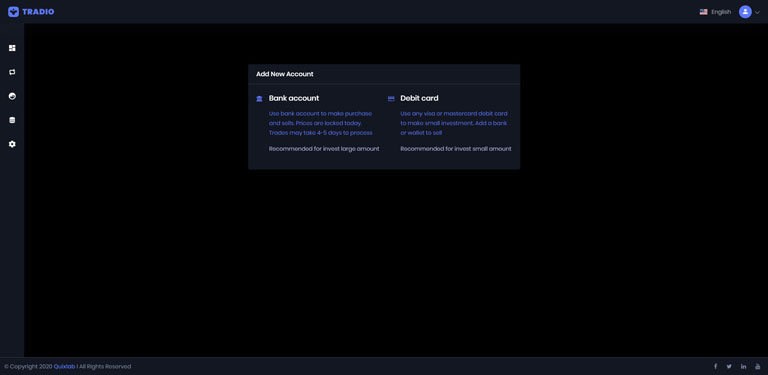 TRADIO
English
Add New Account
Bank account
Use bank account to make purchase
and sells. Prices are locked today.
Trades may take 4-5 days to process
Recommended for invest large amount
Debit card
Use any visa or mastercard debit card
to make small investment. Add a bank
or wallet to sell
Recommended for invest small amount
© Copyright 2020 Quixlab I All Rights Reserved